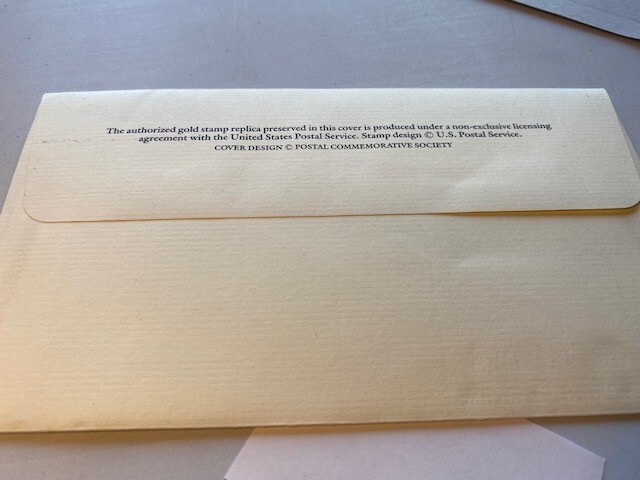 The authorized gold stamp replica preserved in this cover is produced under a non-exclusive licensing
agreement with the United States Postal Service. Stamp design © U.S. Postal Service.
COVER DESIGN © POSTAL COMMEMORATIVE SOCIETY